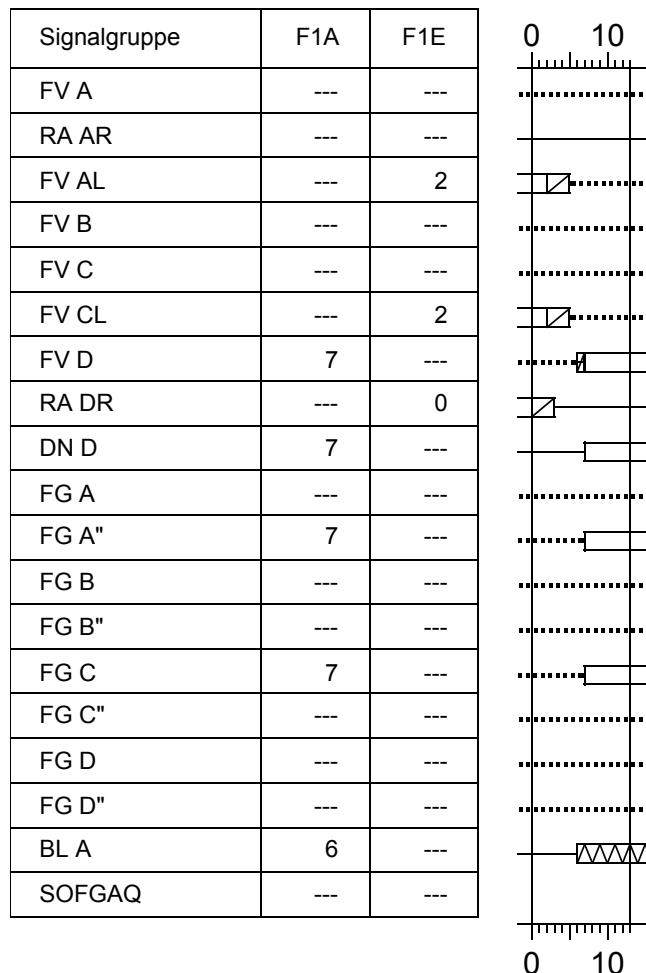 Signalgruppe F1A F1E 0 10
FV A --- ---
RA AR --- ---
FV AL --- 2
FV B --- ---
FV C --- ---
FV CL --- 2
FV D 7 ---
RA DR --- 0
DN D 7 ---
FG A --- ---
FG A" 7 ---
FG B --- ---
FG B" --- ---
FG C 7 ---
FG C" --- ---
FG D --- ---
FG D" --- ---
BL A 6 ---
SOFGAQ --- ---
0 10